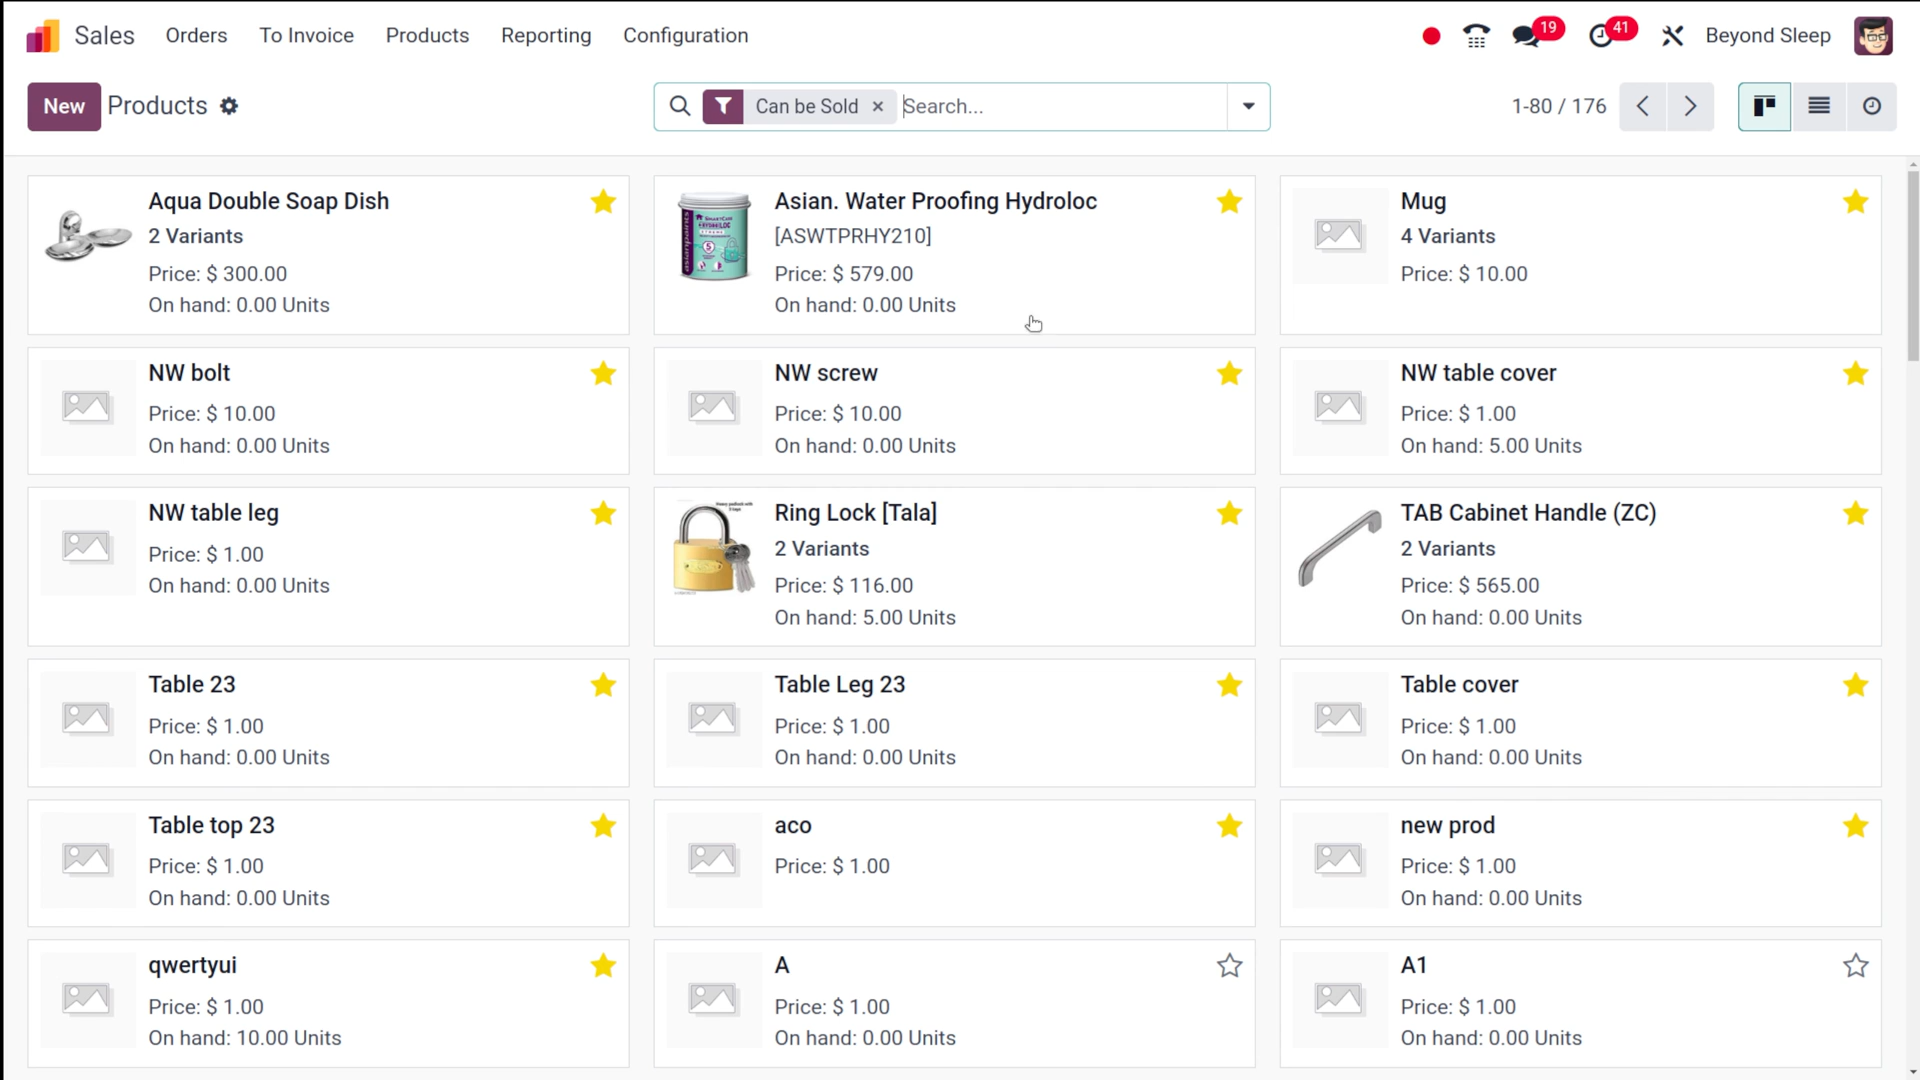 Sales Orders To Invoice Products Reporting Configuration 19 41 Beyond Sleep
New Products Can be Sold × Search... 1-80 / 176
Aqua Double Soap Dish
2 Variants
Price: $ 300.00
On hand: 0.00 Units
Asian. Water Proofing Hydroloc
[ASWTPRHY210]
Price: $ 579.00
On hand: 0.00 Units
Mug
4 Variants
Price: $ 10.00
NW bolt
Price: $ 10.00
On hand: 0.00 Units
NW screw
Price: $ 10.00
On hand: 0.00 Units
NW table cover
Price: $ 1.00
On hand: 5.00 Units
NW table leg
Price: $ 1.00
On hand: 0.00 Units
Ring Lock [Tala]
2 Variants
Price: $ 116.00
On hand: 5.00 Units
TAB Cabinet Handle (ZC)
2 Variants
Price: $ 565.00
On hand: 0.00 Units
Table 23
Price: $ 1.00
On hand: 0.00 Units
Table Leg 23
Price: $ 1.00
On hand: 0.00 Units
Table cover
Price: $ 1.00
On hand: 0.00 Units
Table top 23
Price: $ 1.00
On hand: 0.00 Units
aco
Price: $ 1.00
new prod
Price: $ 1.00
On hand: 0.00 Units
qwertyui
Price: $ 1.00
On hand: 10.00 Units
A
Price: $ 1.00
On hand: 0.00 Units
A1
Price: $ 1.00
On hand: 0.00 Units